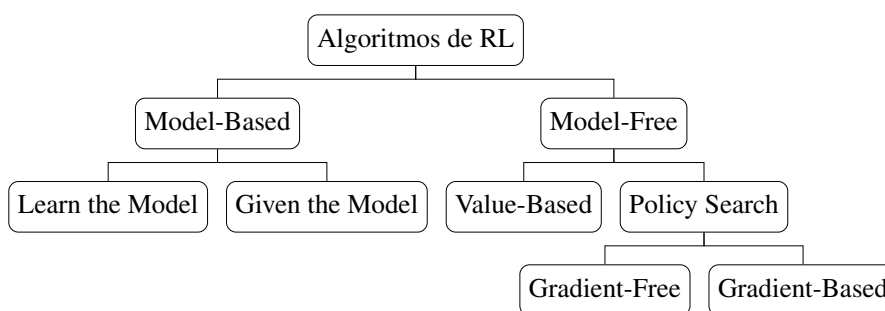 Algoritmos de RL
Model-Based
Model-Free
Learn the Model
Given the Model
Value-Based
Policy Search
Gradient-Free
Gradient-Based